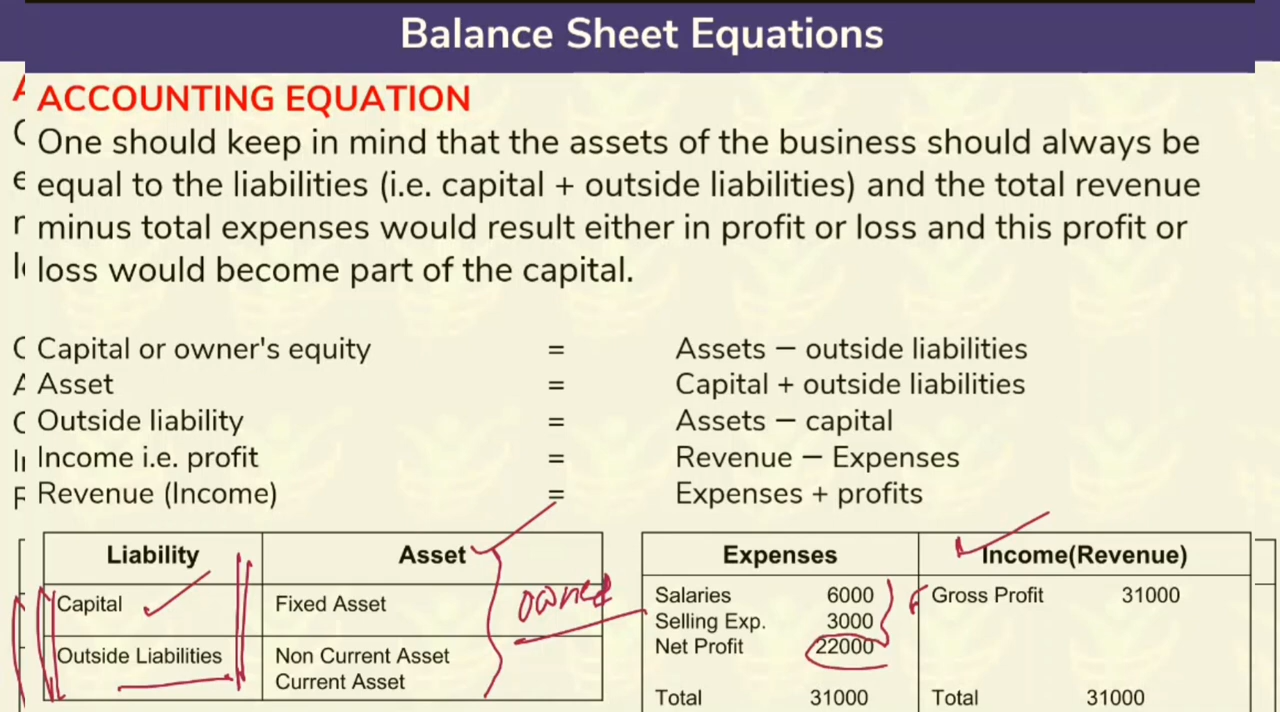 Balance Sheet Equations
ACCOUNTING EQUATION
One should keep in mind that the assets of the business should always be
equal to the liabilities (i.e. capital + outside liabilities) and the total revenue
minus total expenses would result either in profit or loss and this profit or
loss would become part of the capital.
Capital or owner's equity = Assets – outside liabilities
Asset = Capital + outside liabilities
Outside liability = Assets – capital
Income i.e. profit = Revenue – Expenses
Revenue (Income) = Expenses + profits
Liability Asset
Capital Fixed Asset
Outside Liabilities Non Current Asset
Current Asset
owned
Expenses Income(Revenue)
Salaries 6000 Gross Profit 31000
Selling Exp. 3000
Net Profit 22000
Total 31000 Total 31000